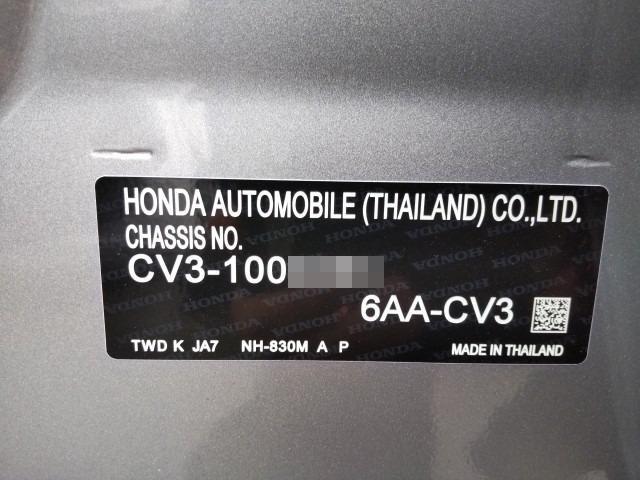 HONDA AUTOMOBILE (THAILAND) CO.,LTD.
CHASSIS NO.
CV3-100
6AA-CV3
TWD K JA7 NH-830M A P
MADE IN THAILAND